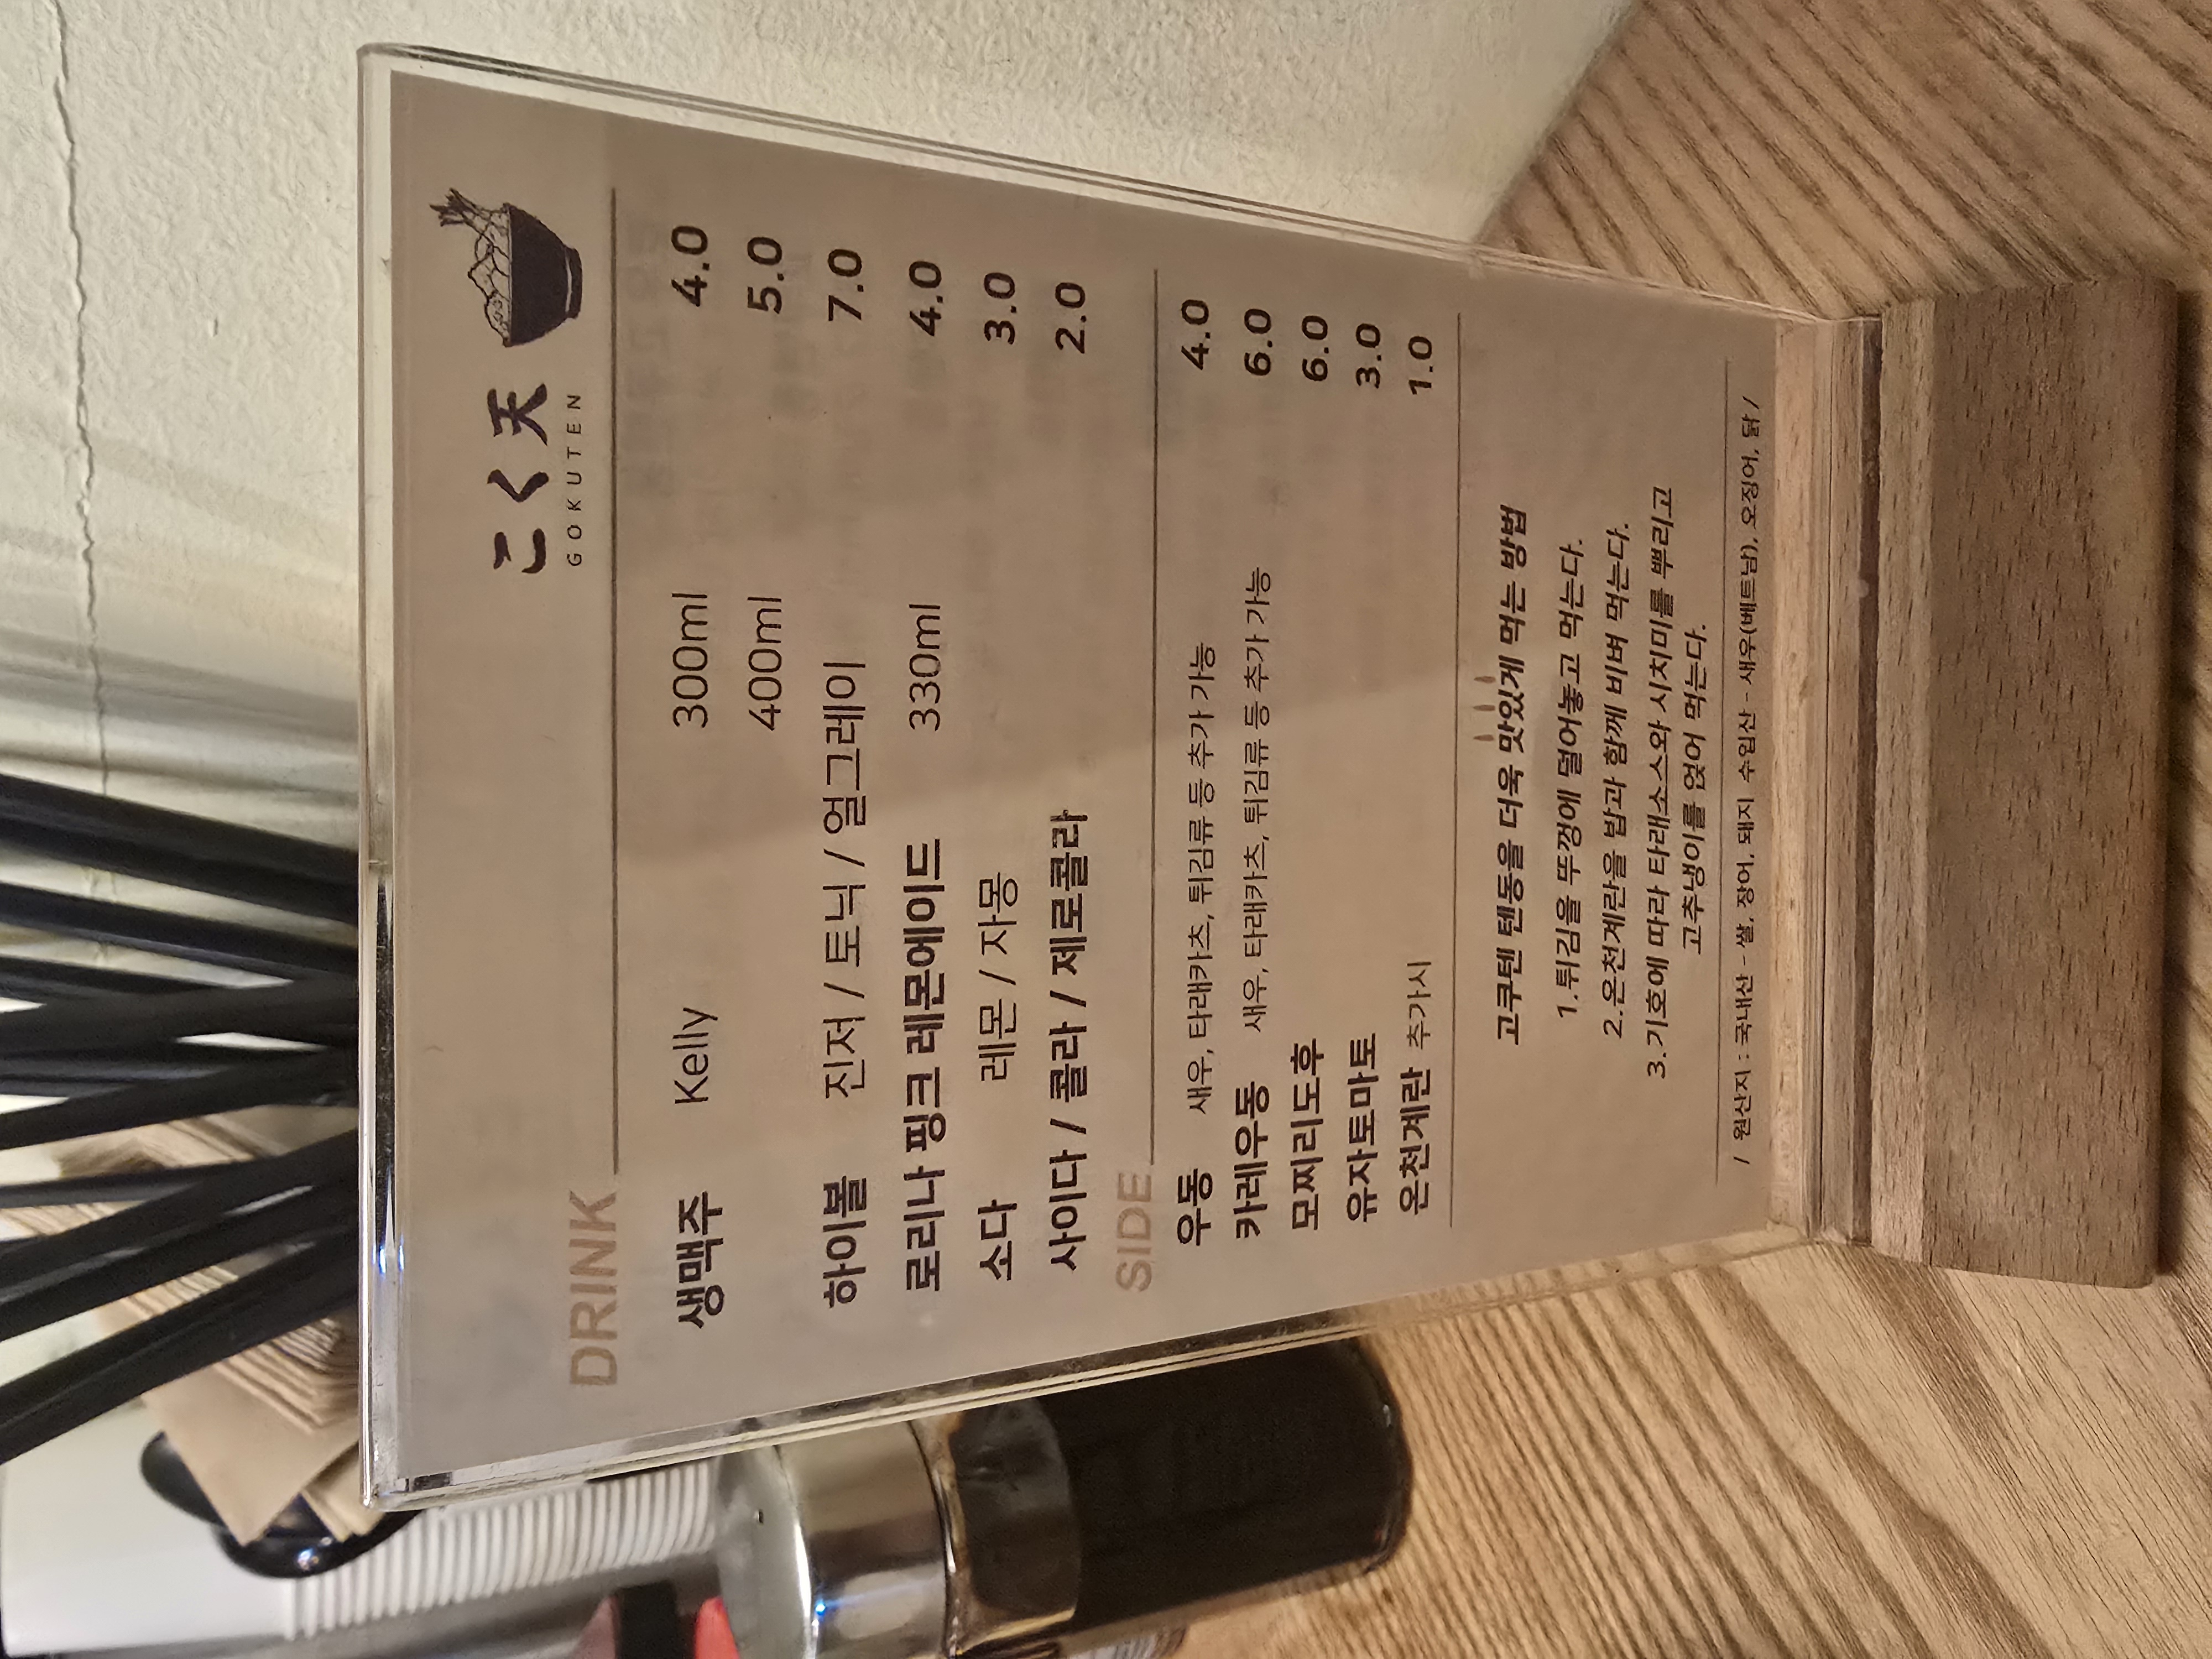 こく天
GOKUTEN
DRINK
생맥주 Kelly 300ml 4.0
400ml 5.0
하이볼 진저 / 토닉 / 얼그레이 7.0
로리나 핑크 레몬에이드 330ml 4.0
소다 레몬 / 자몽 3.0
사이다 / 콜라 / 제로콜라 2.0
SIDE
우동 새우, 타래카츠, 튀김류 등 추가 가능 4.0
카레우동 새우, 타래카츠, 튀김류 등 추가 가능 6.0
모찌리도후 6.0
유자토마토 3.0
온천계란 추가시 1.0
고쿠텐 텐동을 더욱 맛있게 먹는 방법
1.튀김을 뚜껑에 덜어놓고 먹는다.
2.온천계란을 밥과 함께 비벼 먹는다.
3.기호에 따라 타래소스와 시치미를 뿌리고
고추냉이를 얹어 먹는다.
/ 원산지 : 국내산 - 쌀, 장어, 돼지 수입산 - 새우(베트남), 오징어, 닭 /